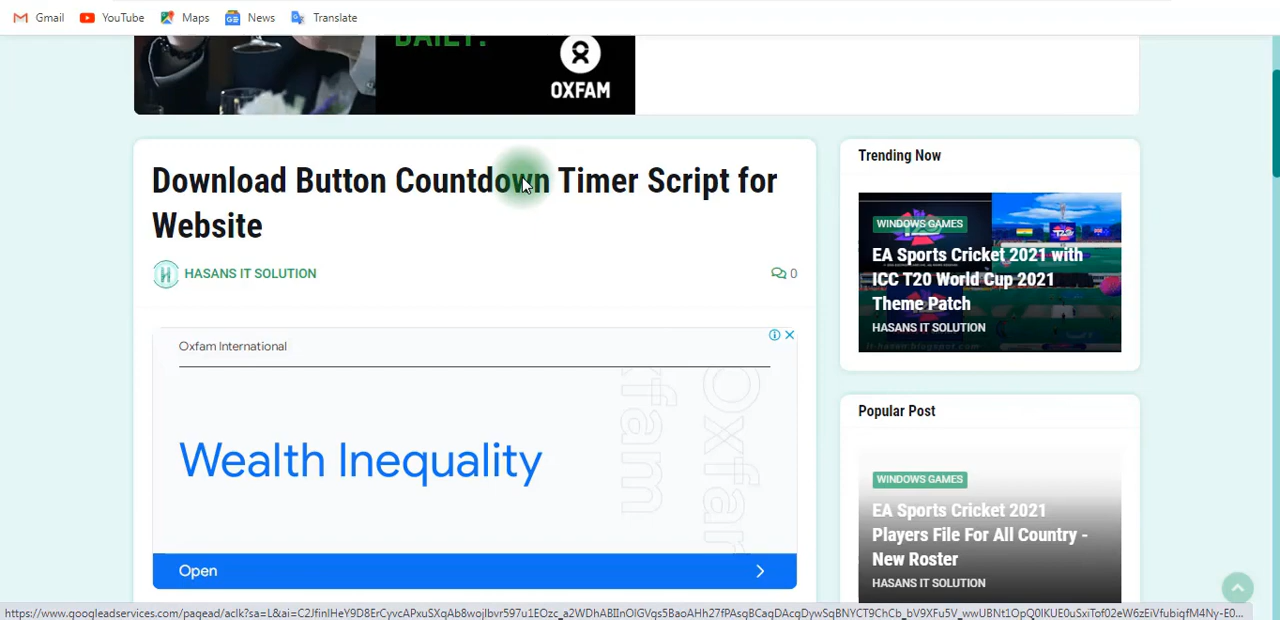 Gmail YouTube Maps News Translate
DAILY.
OXFAM
Download Button Countdown Timer Script for
Website
HASANS IT SOLUTION
0
Oxfam International
Wealth Inequality
Open
Trending Now
WINDOWS GAMES
EA Sports Cricket 2021 with
ICC T20 World Cup 2021
Theme Patch
HASANS IT SOLUTION
Popular Post
WINDOWS GAMES
EA Sports Cricket 2021
Players File For All Country -
New Roster
HASANS IT SOLUTION